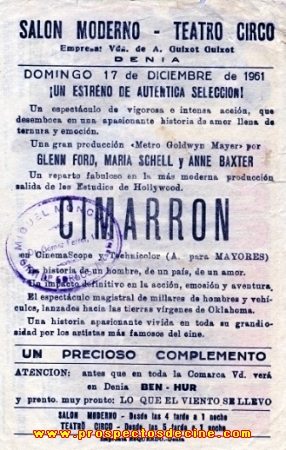 SALON MODERNO - TEATRO CIRCO
Empresa: Vda. de A. Guixot Guixot
DENIA
DOMINGO 17 de DICIEMBRE de 1961
¡UN ESTRENO DE AUTENTICA SELECCION!
Un espectáculo de vigorosa e intensa acción, que
desemboca en una apasionante historia de amor llena de
ternura y emoción.
Una gran producción «Metro Goldwyn Mayer» por
GLENN FORD, MARIA SCHELL y ANNE BAXTER
Un reparto fabuloso en la más moderna producción
salida de los Estudios de Hollywood.
CIMARRON
en CinemaScope y Technicolor (A. para MAYORES)
La historia de un hombre, de un país, de un amor.
Un impacto definitivo en la acción, emoción y aventura.
El espectáculo magistral de millares de hombres y vehí-
culos, lanzados hacia las tierras vírgenes de Oklahoma.
Una historia apasionante vivida en toda su grandio-
sidad por los artistas más famosos del cine.
UN PRECIOSO COMPLEMENTO
ATENCION: antes que en toda la Comarca Vd. verá
en Denia BEN - HUR
y pronto, muy pronto: LO QUE EL VIENTO SE LLEVO
SALON MODERNO - Desde las 4 tarde a 1 noche
TEATRO CIRCO - Desde las 5 tarde a 1 noche
www.prospectosdecine.com
MIGUEL